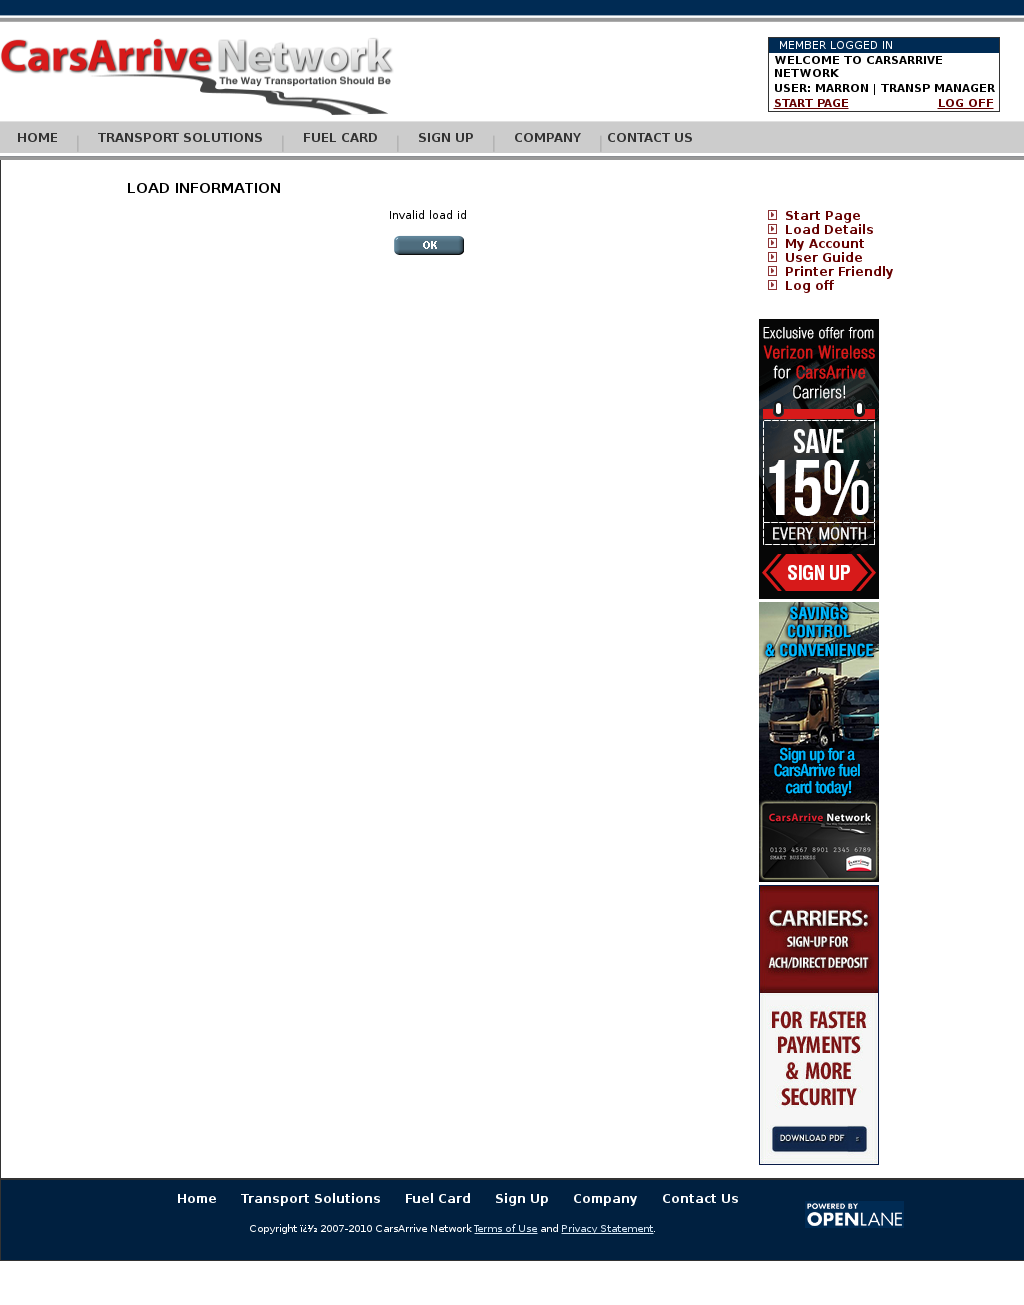 CarsArrive Network
The Way Transportation Should Be
MEMBER LOGGED IN
WELCOME TO CARSARRIVE
NETWORK
USER: MARRON | TRANSP MANAGER
START PAGE LOG OFF
HOME | TRANSPORT SOLUTIONS | FUEL CARD | SIGN UP | COMPANY | CONTACT US
LOAD INFORMATION
Invalid load id
OK
Start Page
Load Details
My Account
User Guide
Printer Friendly
Log off
Exclusive offer from
Verizon Wireless
for CarsArrive
Carriers!
SAVE
15%
EVERY MONTH
SIGN UP
SAVINGS
CONTROL
& CONVENIENCE
Sign up for a
CarsArrive fuel
card today!
CarsArrive Network
The Way Transportation Should Be
0123 4567 8901 2345 6789
SMART BUSINESS
CARRIERS:
SIGN-UP FOR
ACH/DIRECT DEPOSIT
FOR FASTER
PAYMENTS
& MORE
SECURITY
DOWNLOAD PDF
Home Transport Solutions Fuel Card Sign Up Company Contact Us
Copyright ï¿½ 2007-2010 CarsArrive Network Terms of Use and Privacy Statement.
POWERED BY
OPENLANE